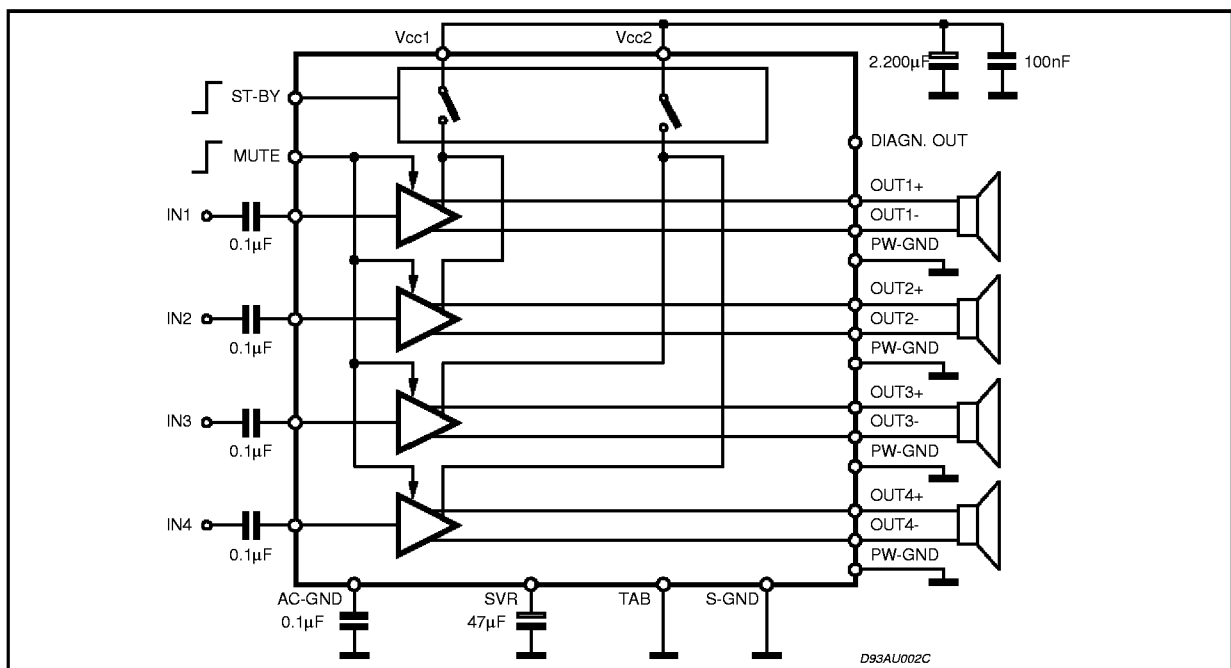 Vcc1
Vcc2
2.200µF
100nF
ST-BY
MUTE
DIAGN. OUT
IN1
0.1µF
OUT1+
OUT1-
PW-GND
IN2
0.1µF
OUT2+
OUT2-
PW-GND
IN3
0.1µF
OUT3+
OUT3-
PW-GND
IN4
0.1µF
OUT4+
OUT4-
PW-GND
AC-GND
0.1µF
SVR
47µF
TAB
S-GND
D93AU002C